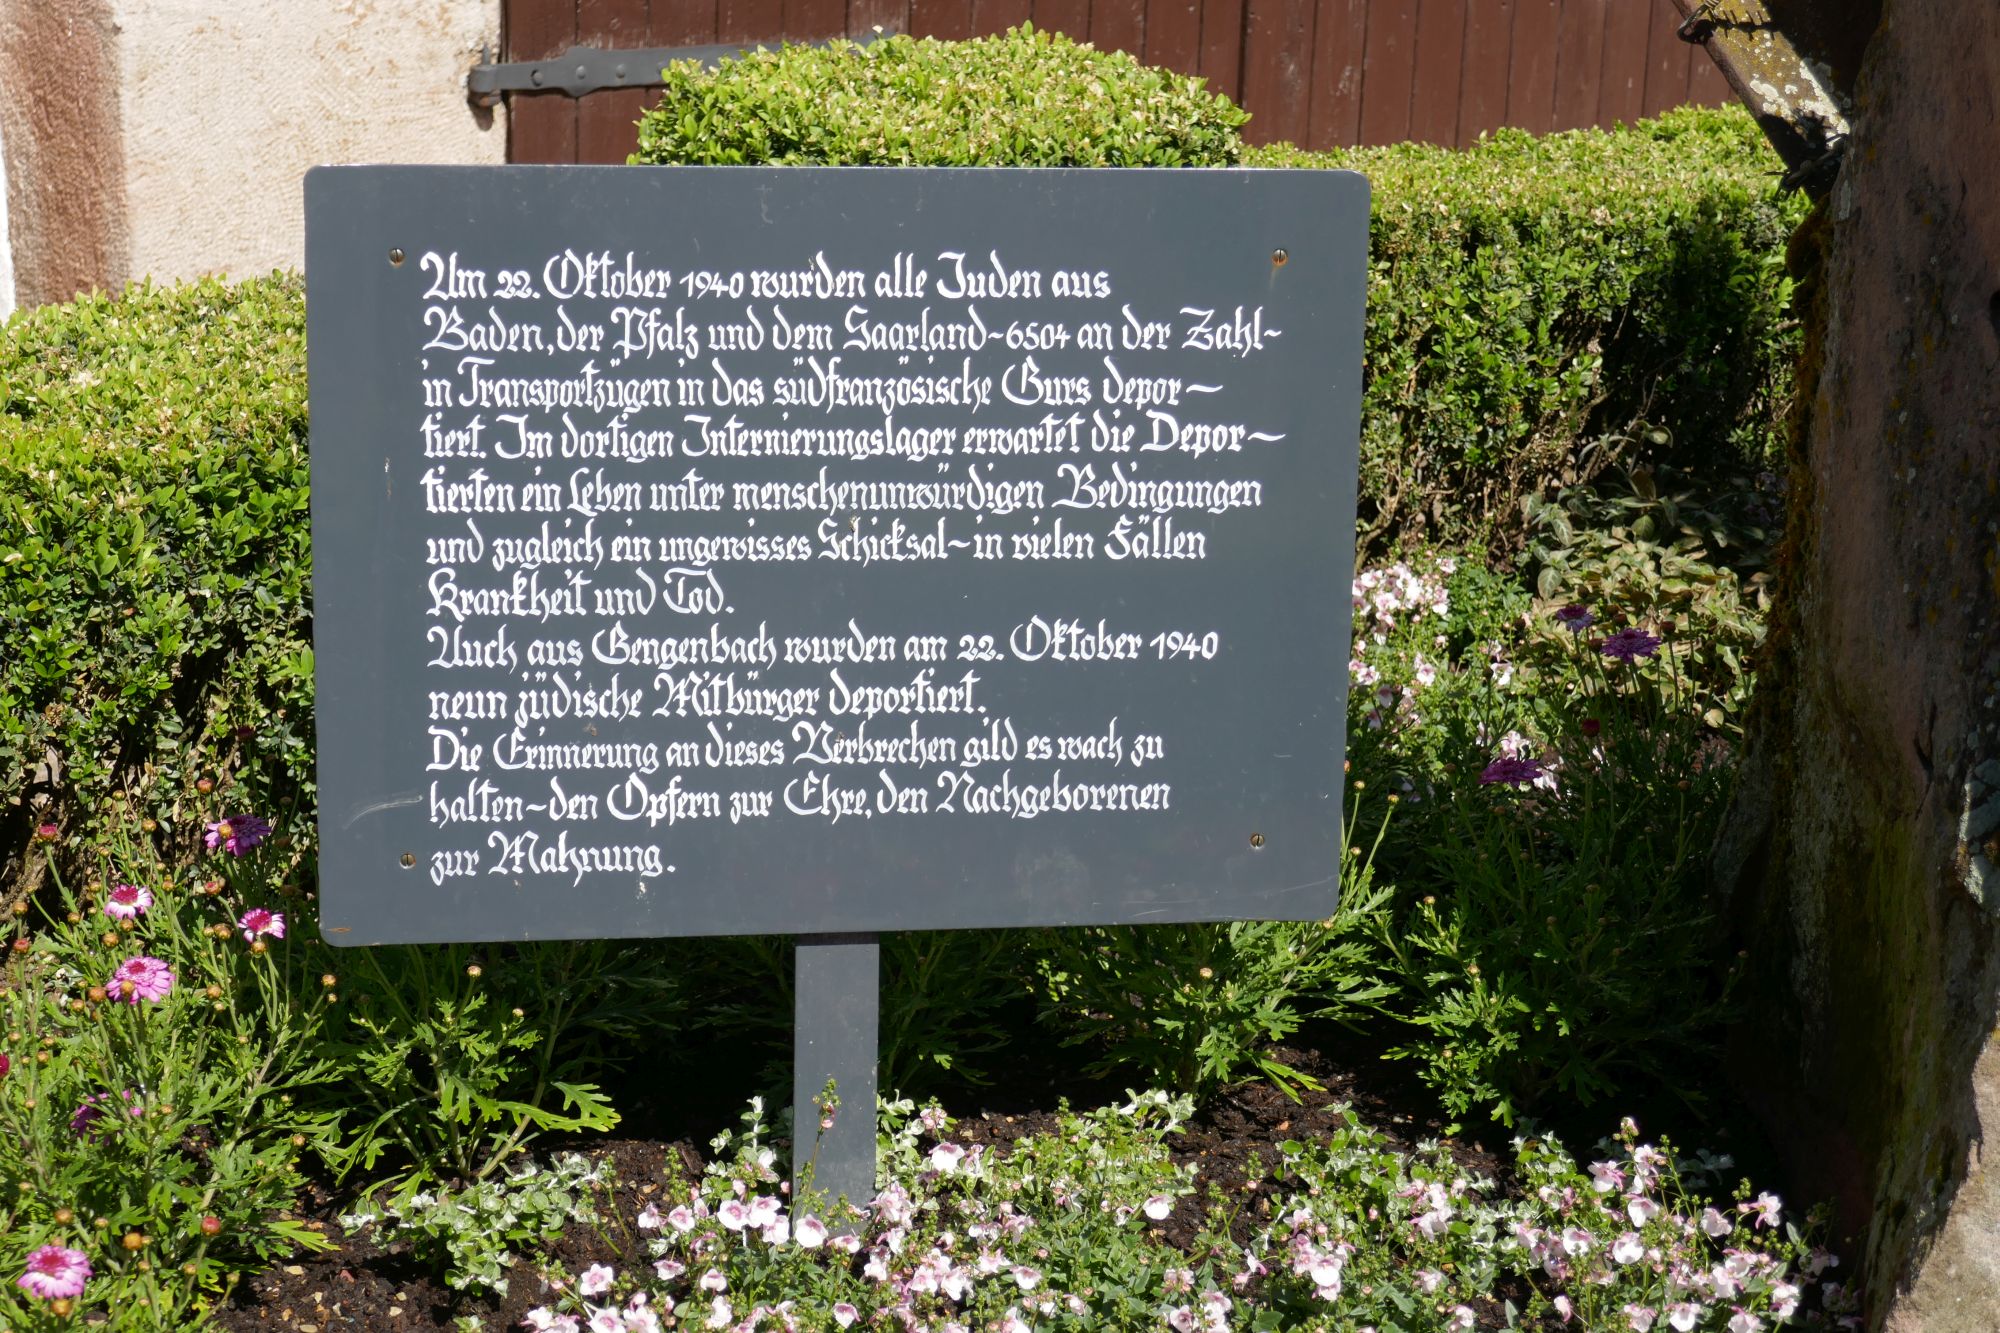 Am 22. Oktober 1940 wurden alle Juden aus
Baden, der Pfalz und dem Saarland - 6504 an der Zahl -
in Transportzügen in das südfranzösische Gurs depor-
tiert. Im dortigen Internierungslager erwartet die Depor-
tierten ein Leben unter menschenunwürdigen Bedingungen
und zugleich ein ungewisses Schicksal - in vielen Fällen
Krankheit und Tod.
Auch aus Gengenbach wurden am 22. Oktober 1940
neun jüdische Mitbürger deportiert.
Die Erinnerung an dieses Verbrechen gild es wach zu
halten - den Opfern zur Ehre, den Nachgeborenen
zur Mahnung.